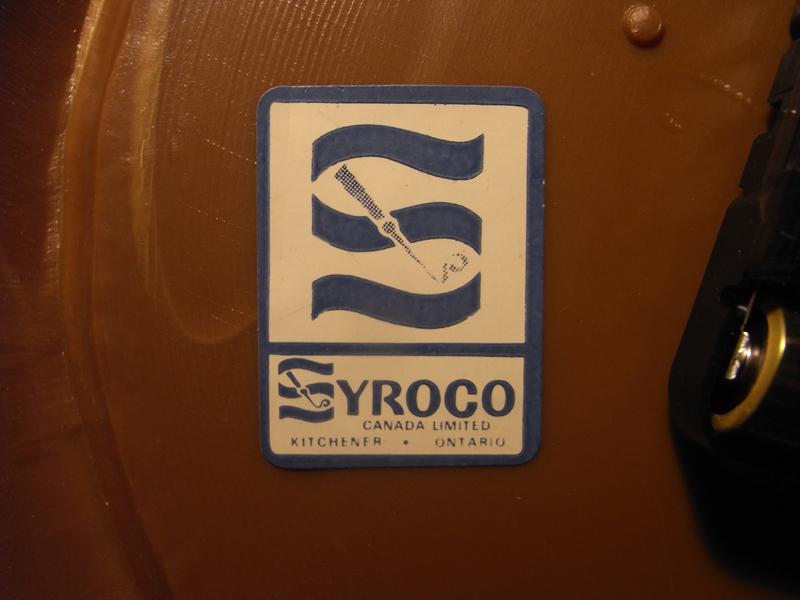 SYROCO
CANADA LIMITED
KITCHENER • ONTARIO